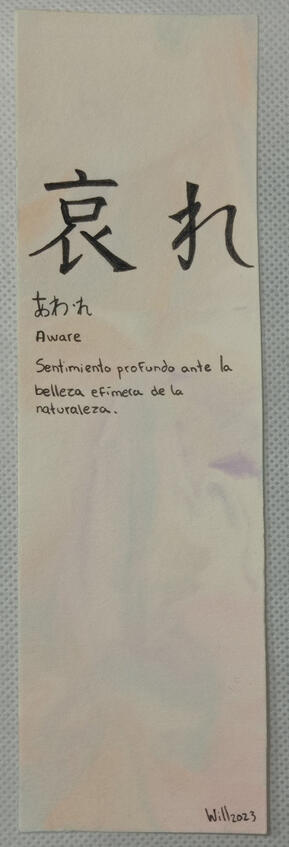 哀れ
あわ·れ
Aware
Sentimiento profundo ante la
belleza efímera de la
naturaleza.
Will2023